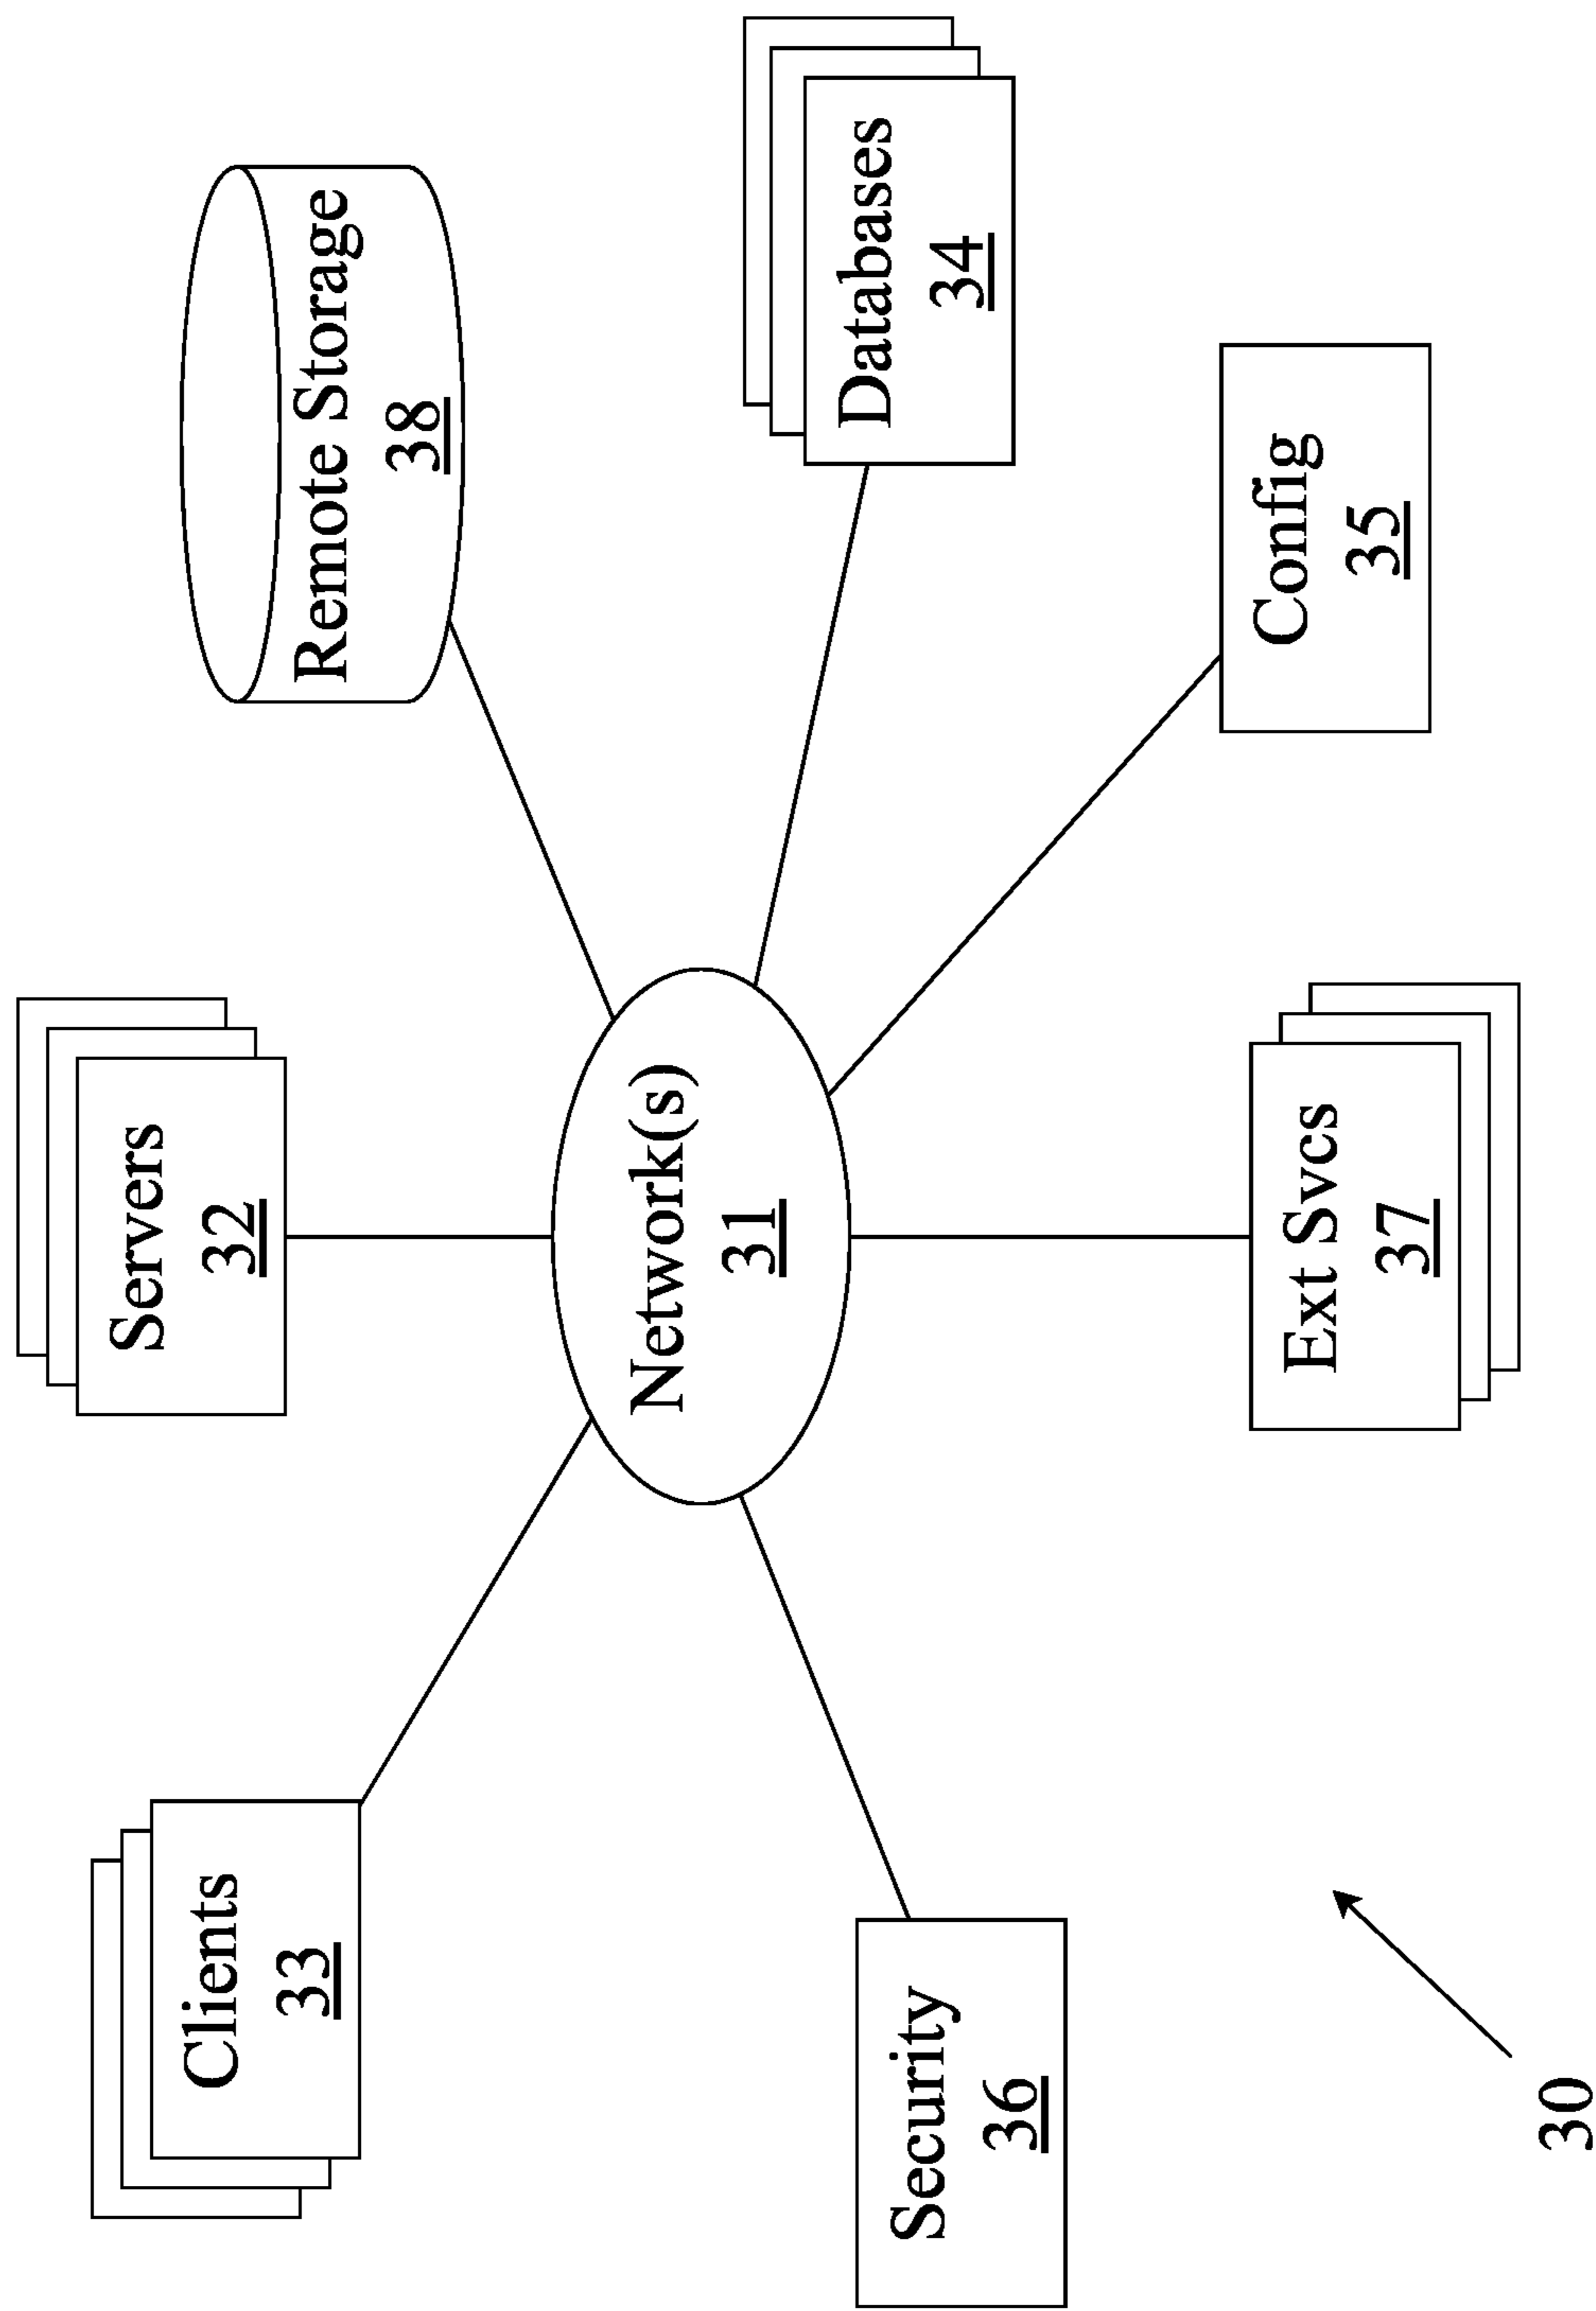 Clients
33
Servers
32
Remote Storage
38
Network(s)
31
Security
36
Databases
34
Ext Svcs
37
Config
35
30